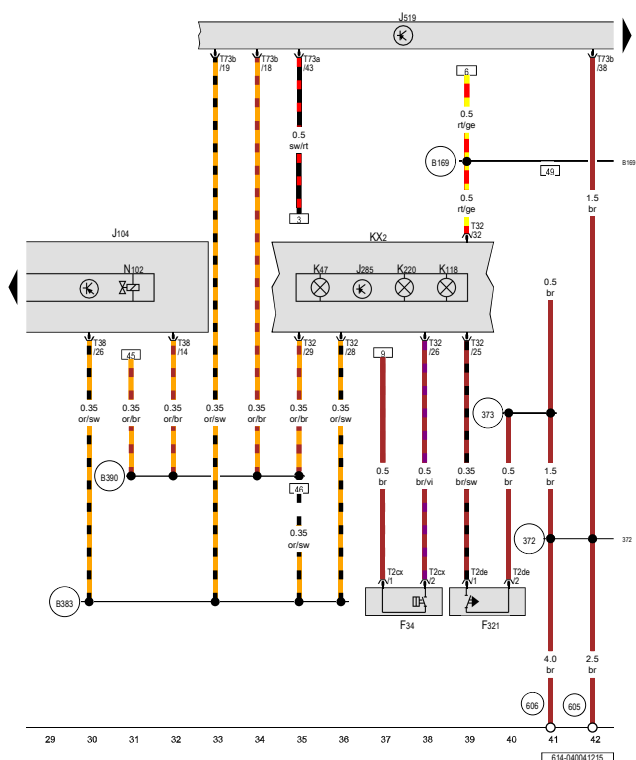 J519
T73b
/19
T73b
/18
T73a
/43
T73b
/38
6
0.5
sw/rt
0.5
rt/ge
B169
49
B169
0.5
rt/ge
1.5
br
3
T32
/32
J104
KX2
N102
K47
J285
K220
K118
0.5
br
T38
/26
45
T38
/14
T32
/29
T32
/28
9
T32
/26
T32
/25
0.35
or/sw
0.35
or/br
0.35
or/br
0.35
or/sw
0.35
or/br
0.35
or/br
0.35
or/sw
373
B390
46
0.5
br
0.5
br/vi
0.35
br/sw
0.5
br
1.5
br
0.35
or/sw
372
372
T2cx
/1
T2cx
/2
T2de
/1
T2de
/2
B383
F34
F321
4.0
br
2.5
br
606
605
29 30 31 32 33 34 35 36 37 38 39 40 41 42
614-040041215